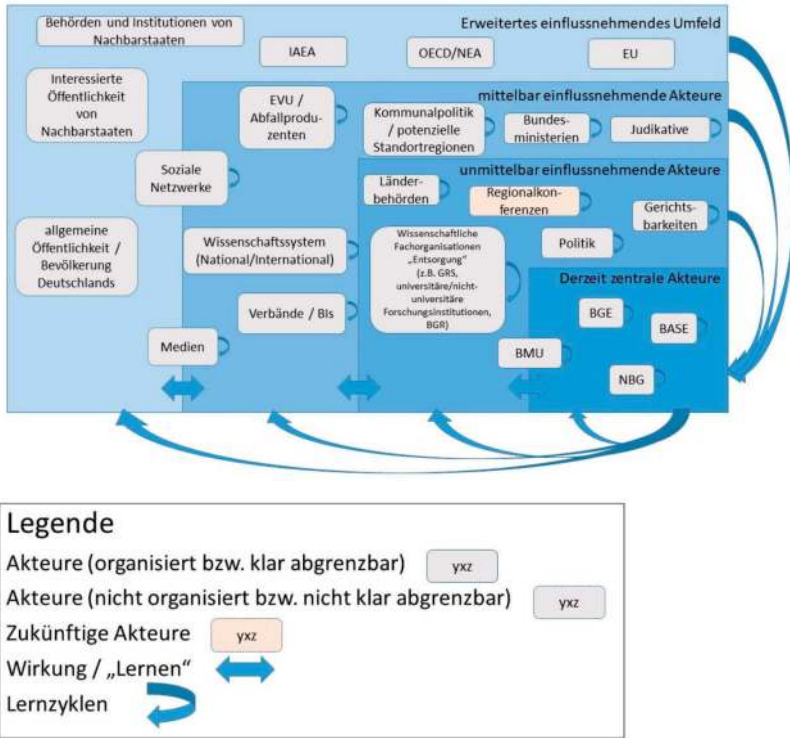 Behörden und Institutionen von
Nachbarstaaten
Erweitertes einflussnehmendes Umfeld
IAEA
OECD/NEA
EU
Interessierte
Öffentlichkeit
von
Nachbarstaaten
mittelbar einflussnehmende Akteure
EVU /
Abfallprodu-
zenten
Kommunalpolitik
/ potenzielle
Standortregionen
Bundes-
ministerien
Judikative
Soziale
Netzwerke
unmittelbar einflussnehmende Akteure
Länder-
behörden
Regionalkon-
ferenzen
Gerichts-
barkeiten
allgemeine
Öffentlichkeit /
Bevölkerung
Deutschlands
Wissenschaftssystem
(National/International)
Wissenschaftliche
Fachorganisationen
„Entsorgung“
(z.B. GRS,
universitäre/nicht-
universitäre
Forschungsinstitutionen,
BGR)
Politik
Derzeit zentrale Akteure
Verbände / BIs
BGE
BASE
Medien
BMU
NBG
Legende
Akteure (organisiert bzw. klar abgrenzbar) yxz
Akteure (nicht organisiert bzw. nicht klar abgrenzbar) yxz
Zukünftige Akteure yxz
Wirkung / „Lernen“
Lernzyklen